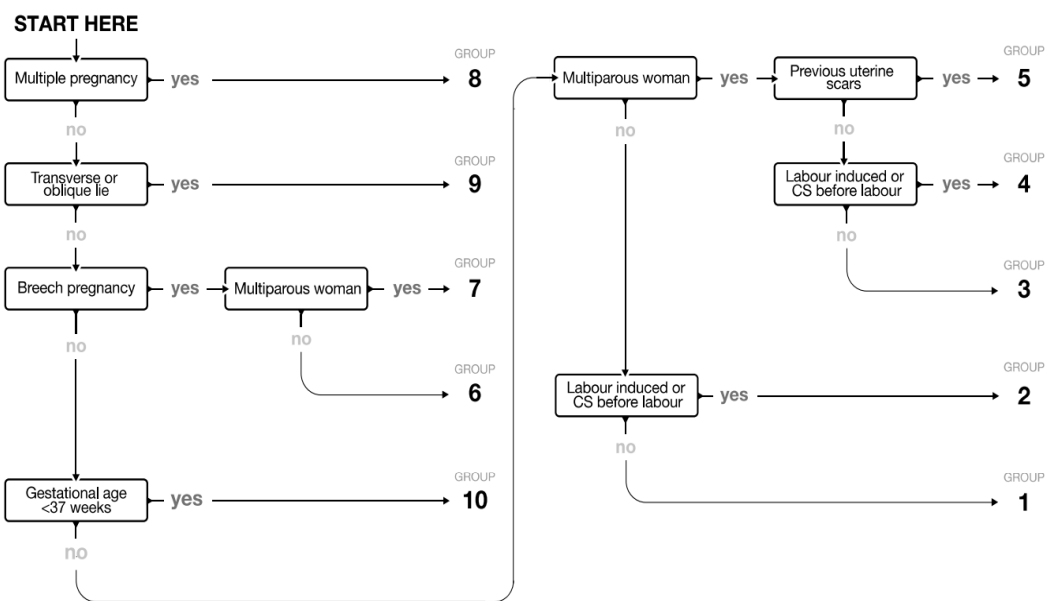 START HERE
Multiple pregnancy
yes
GROUP
8
no
Transverse or
oblique lie
yes
GROUP
9
no
Breech pregnancy
yes
Multiparous woman
yes
GROUP
7
no
no
GROUP
6
Gestational age
<37 weeks
yes
GROUP
10
no
Multiparous woman
yes
Previous uterine
scars
yes
GROUP
5
no
no
Labour induced or
CS before labour
yes
GROUP
4
no
GROUP
3
Labour induced or
CS before labour
yes
GROUP
2
no
GROUP
1